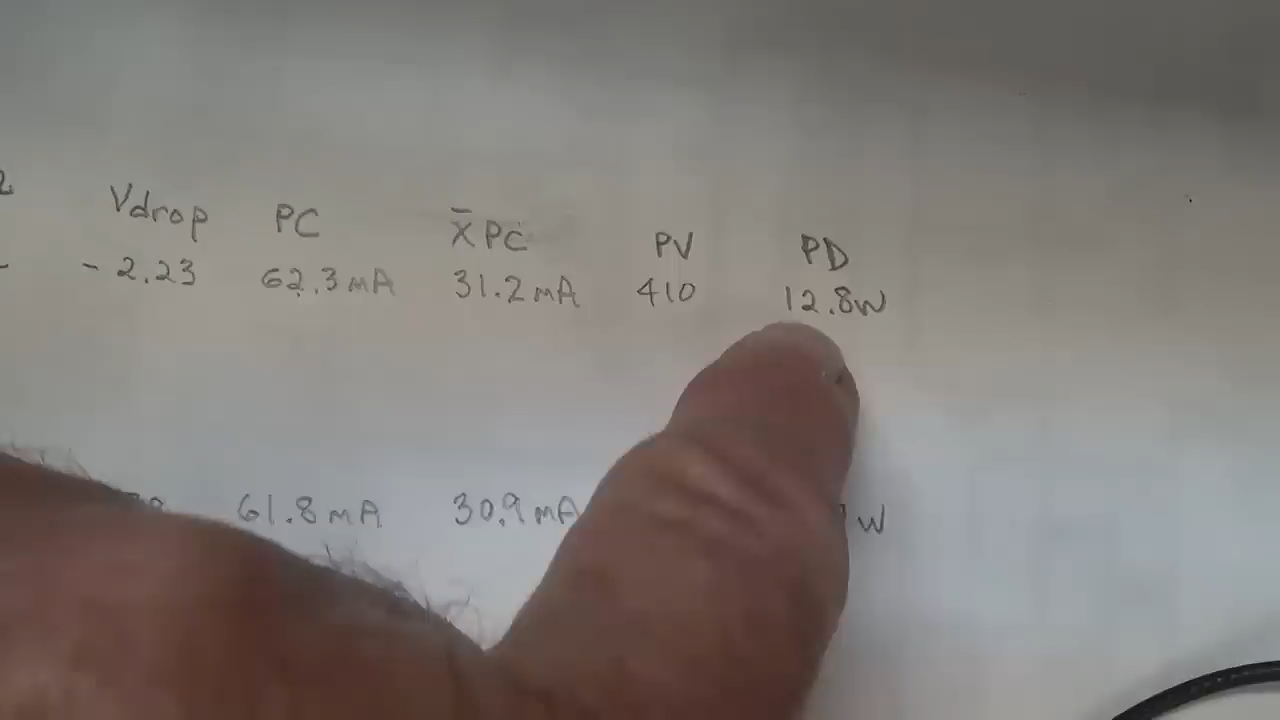 Vdrop PC X̄ PC PV PD
- 2.23 62.3mA 31.2mA 410 12.8W
61.8mA 30.9mA W